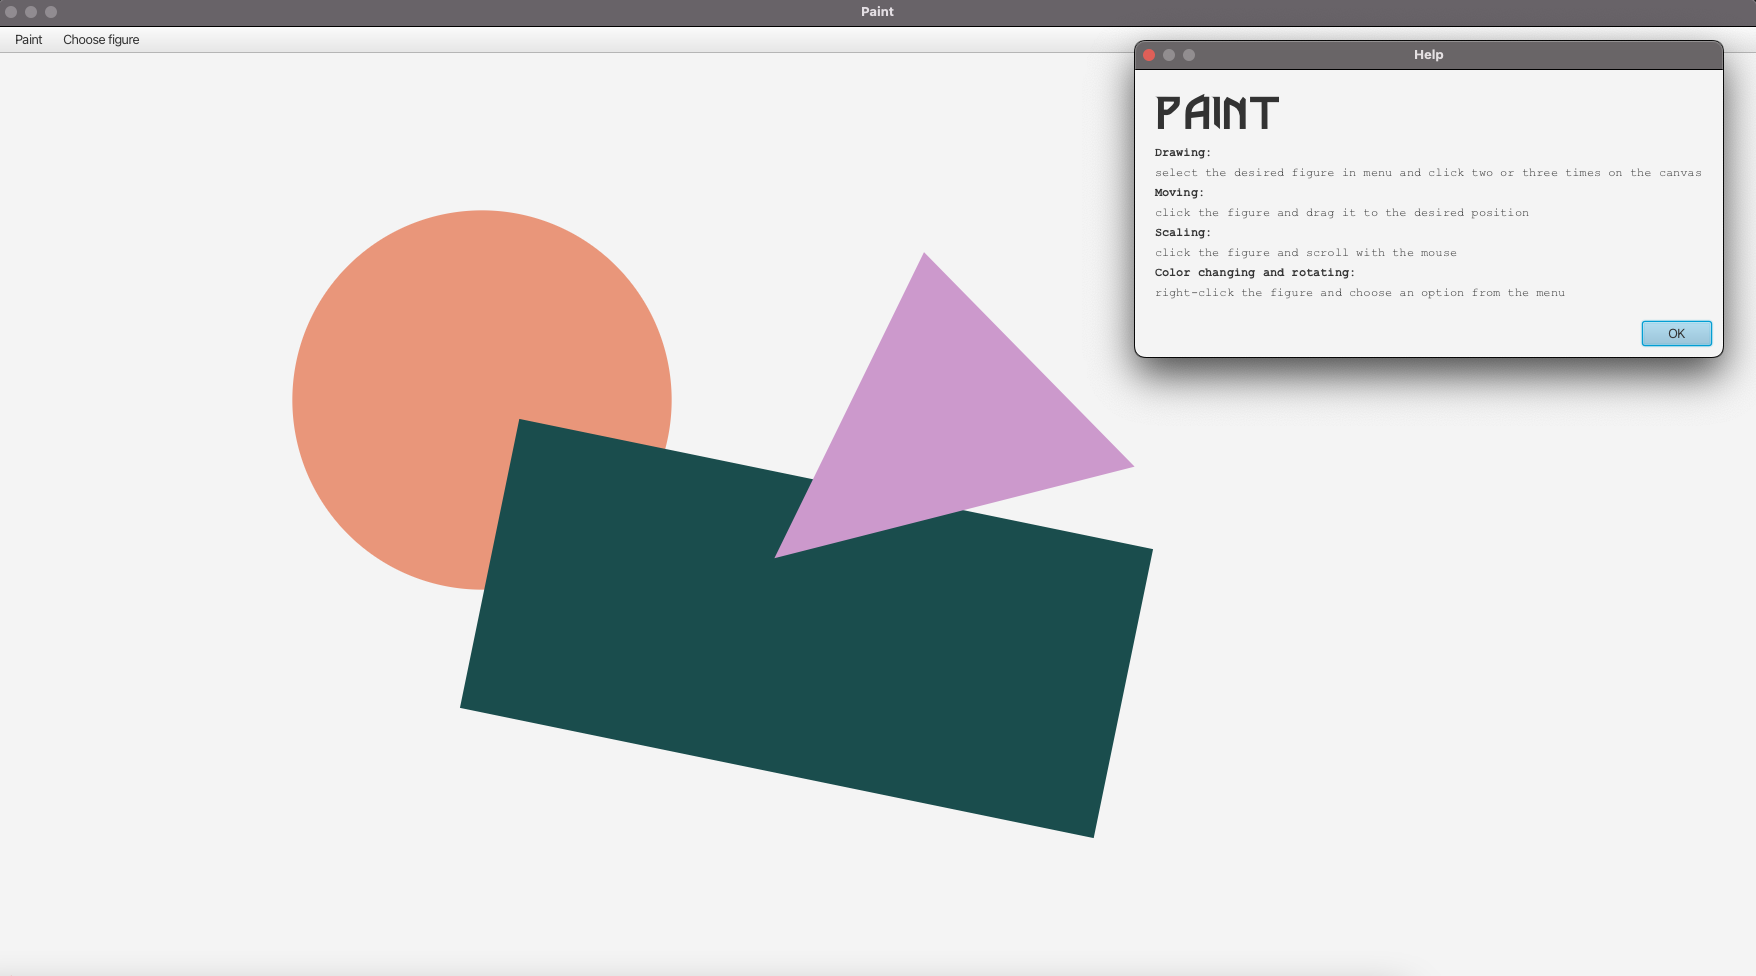 Paint
Paint Choose figure
Help
PAINT
Drawing:
select the desired figure in menu and click two or three times on the canvas
Moving:
click the figure and drag it to the desired position
Scaling:
click the figure and scroll with the mouse
Color changing and rotating:
right-click the figure and choose an option from the menu
OK